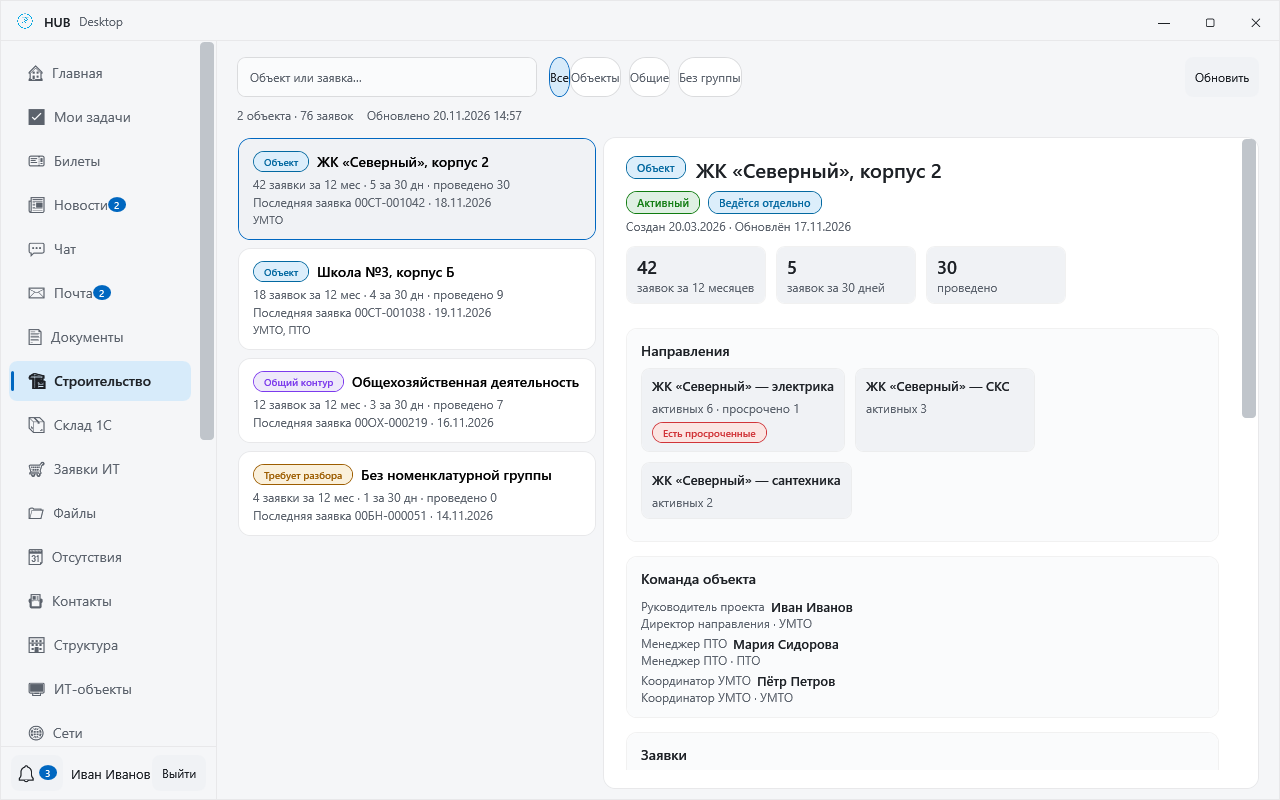 HUB Desktop
Главная
Мои задачи
Билеты
Новости 2
Чат
Почта 2
Документы
Строительство
Склад 1С
Заявки ИТ
Файлы
31 Отсутствия
Контакты
Структура
ИТ-объекты
Сети
3 Иван Иванов Выйти
Объект или заявка... Все Объекты Общие Без группы Обновить
2 объекта · 76 заявок Обновлено 20.11.2026 14:57
Объект ЖК «Северный», корпус 2
42 заявки за 12 мес · 5 за 30 дн · проведено 30
Последняя заявка 00СТ-001042 · 18.11.2026
УМТО
Объект Школа №3, корпус Б
18 заявок за 12 мес · 4 за 30 дн · проведено 9
Последняя заявка 00СТ-001038 · 19.11.2026
УМТО, ПТО
Общий контур Общехозяйственная деятельность
12 заявок за 12 мес · 3 за 30 дн · проведено 7
Последняя заявка 00ОХ-000219 · 16.11.2026
Требует разбора Без номенклатурной группы
4 заявки за 12 мес · 1 за 30 дн · проведено 0
Последняя заявка 00БН-000051 · 14.11.2026
Объект ЖК «Северный», корпус 2
Активный Ведётся отдельно
Создан 20.03.2026 · Обновлён 17.11.2026
42 5 30
заявок за 12 месяцев заявок за 30 дней проведено
Направления
ЖК «Северный» — электрика ЖК «Северный» — СКС
активных 6 · просрочено 1 активных 3
Есть просроченные
ЖК «Северный» — сантехника
активных 2
Команда объекта
Руководитель проекта Иван Иванов
Директор направления · УМТО
Менеджер ПТО Мария Сидорова
Менеджер ПТО · ПТО
Координатор УМТО Пётр Петров
Координатор УМТО · УМТО
Заявки